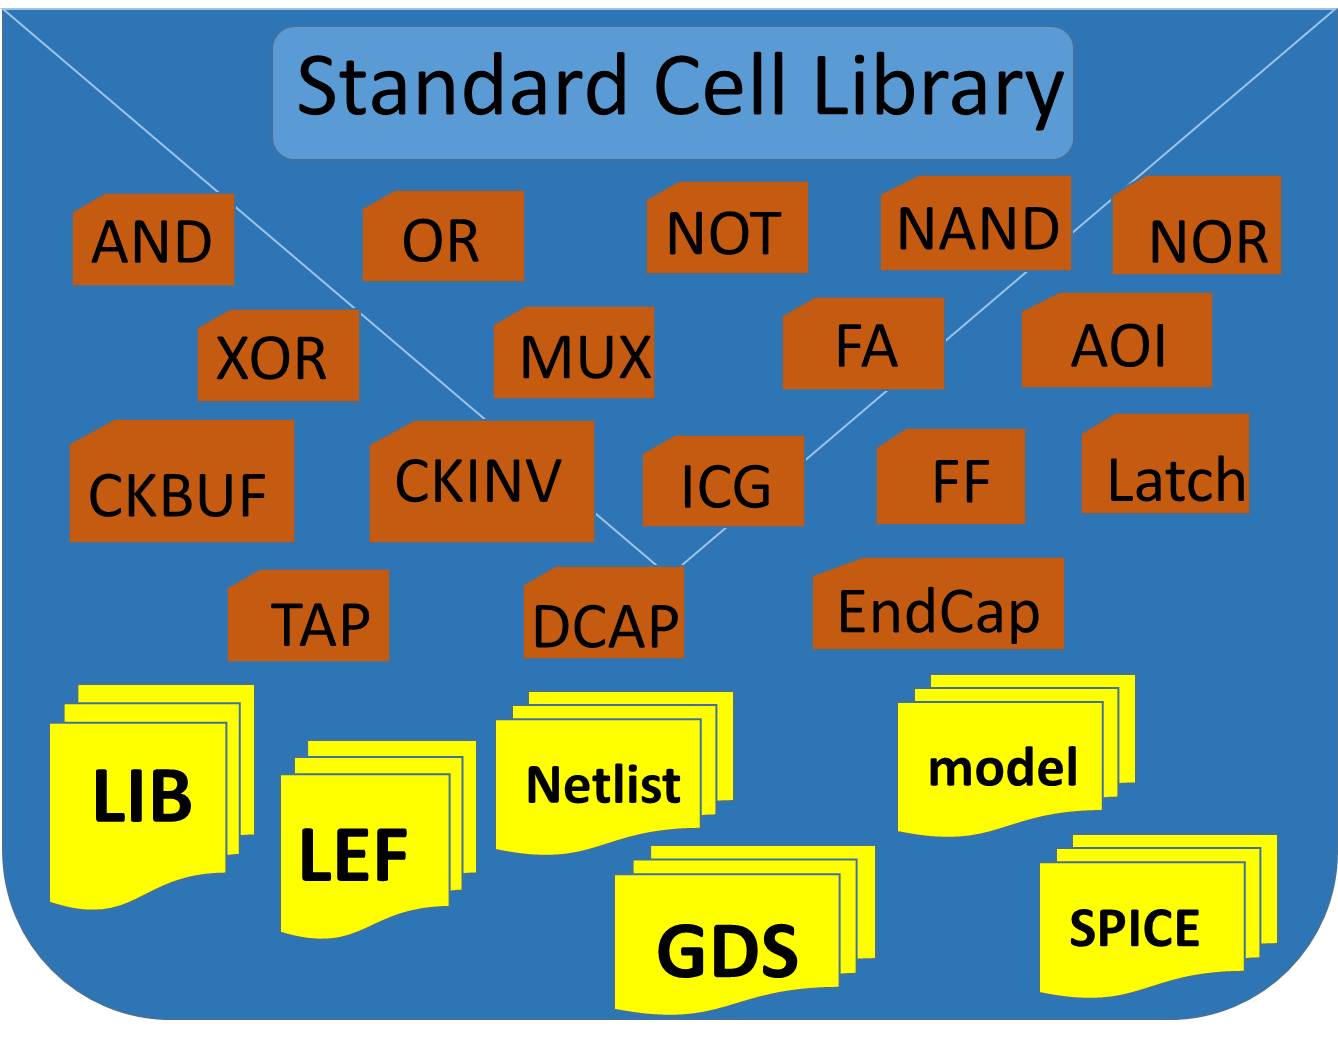 Standard Cell Library
AND
OR
NOT
NAND
NOR
XOR
MUX
FA
AOI
CKBUF
CKINV
ICG
FF
Latch
TAP
DCAP
EndCap
LIB
LEF
Netlist
model
GDS
SPICE